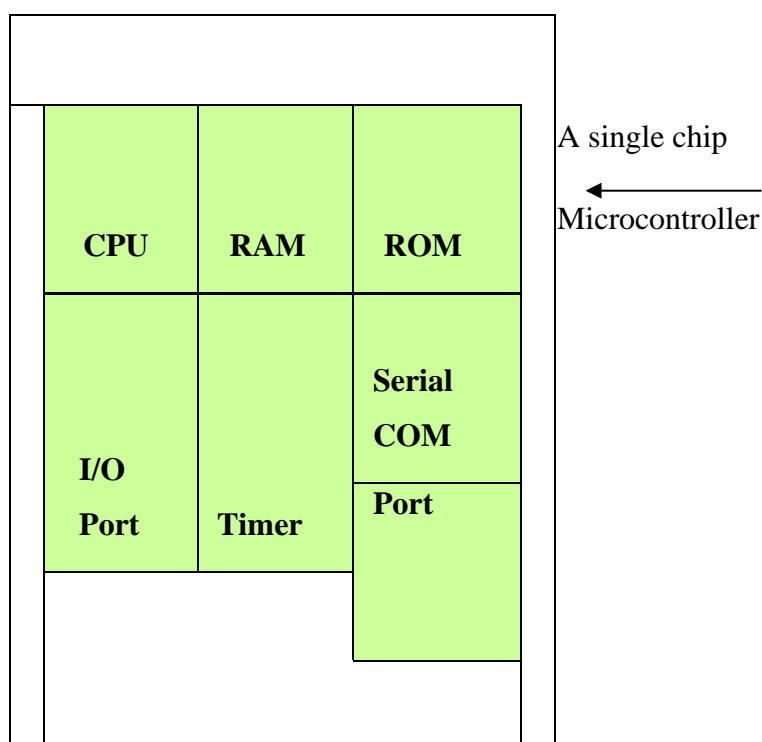 A single chip
Microcontroller
CPU RAM ROM
Serial
COM
I/O
Port Timer Port